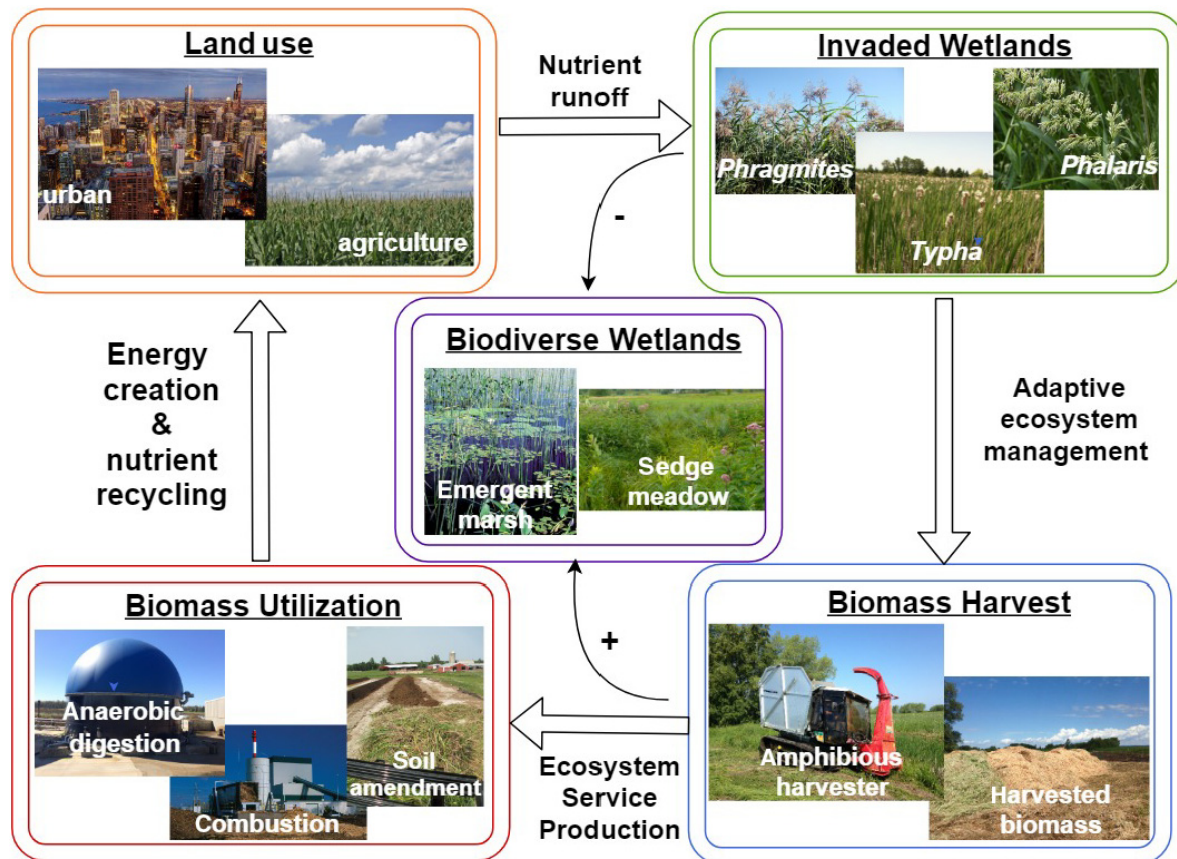 Land use
urban
agriculture
Nutrient
runoff
Invaded Wetlands
Phragmites
Phalaris
Typha
-
Biodiverse Wetlands
Emergent
marsh
Sedge
meadow
Energy
creation
&
nutrient
recycling
Adaptive
ecosystem
management
Biomass Utilization
Anaerobic
digestion
Combustion
Soil
amendment
+
Ecosystem
Service
Production
Biomass Harvest
Amphibious
harvester
Harvested
biomass